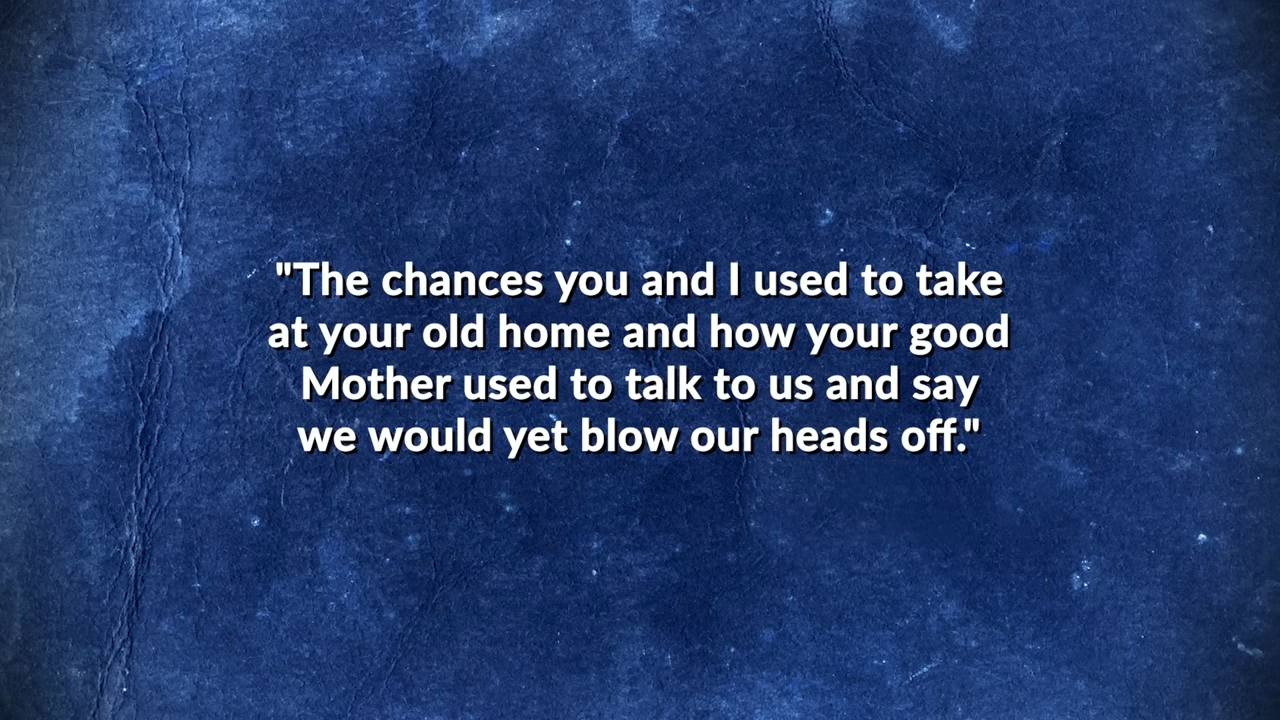 "The chances you and I used to take
at your old home and how your good
Mother used to talk to us and say
we would yet blow our heads off."